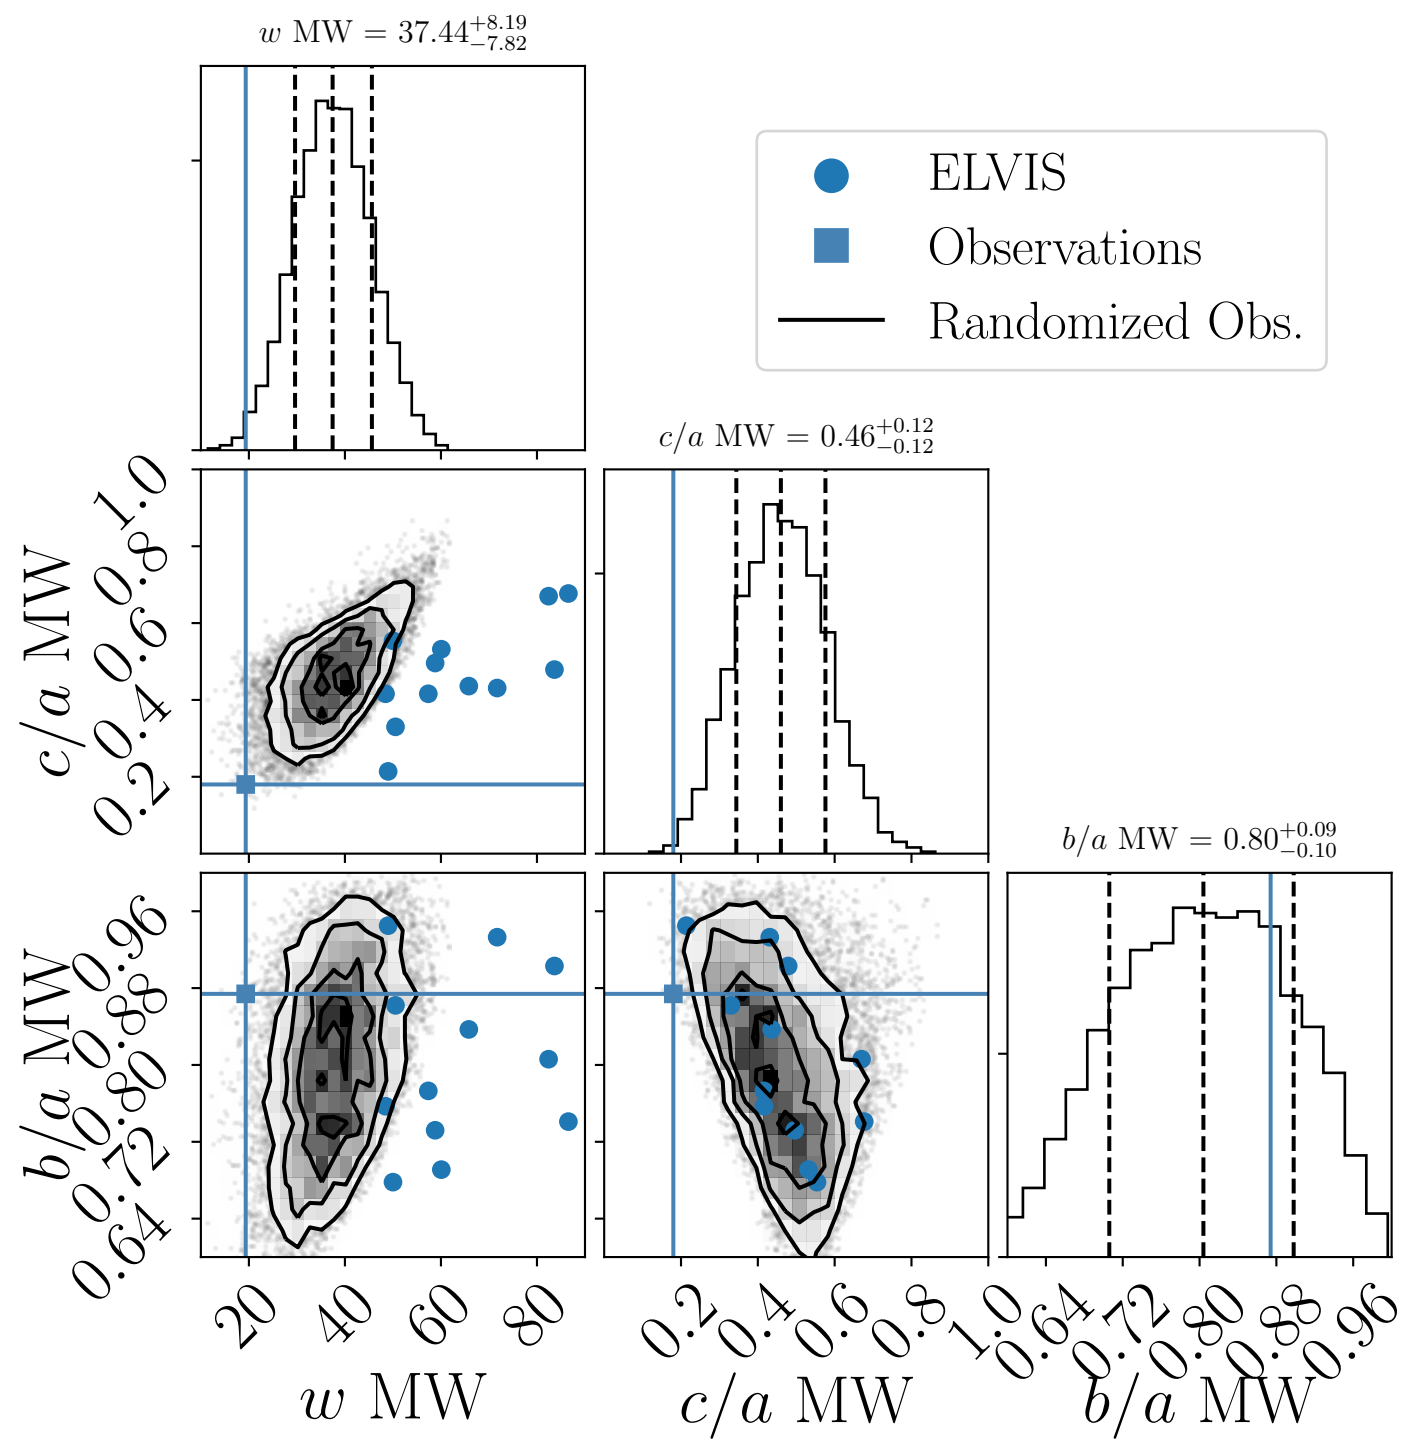 w MW = 37.44+8.19−7.82
ELVIS
Observations
Randomized Obs.
c/a MW = 0.46+0.12−0.12
1.0
0.8
0.6
0.4
0.2
c/a MW
b/a MW = 0.80+0.09−0.10
0.96
0.88
0.80
0.72
0.64
b/a MW
20 40 60 80
0.2 0.4 0.6 0.8 1.0
0.64 0.72 0.80 0.88 0.96
w MW
c/a MW
b/a MW